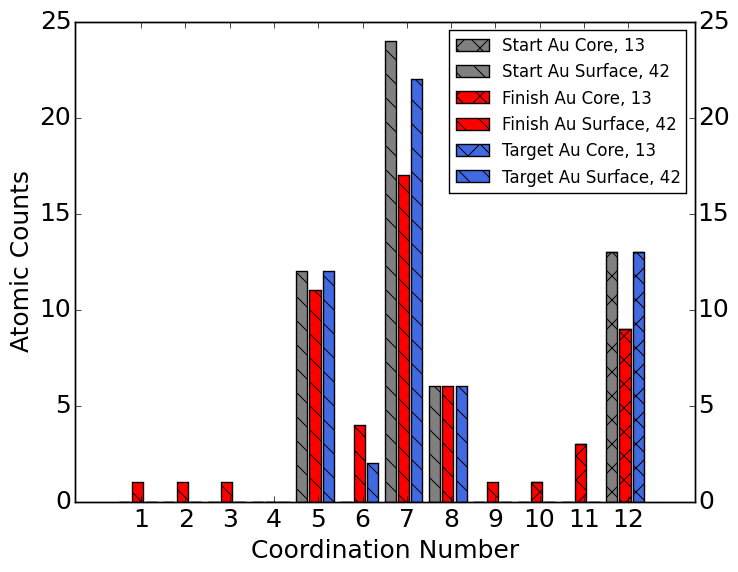 25
20
15
10
5
0
Atomic Counts
Start Au Core, 13
Start Au Surface, 42
Finish Au Core, 13
Finish Au Surface, 42
Target Au Core, 13
Target Au Surface, 42
25
20
15
10
5
0
1 2 3 4 5 6 7 8 9 10 11 12
Coordination Number